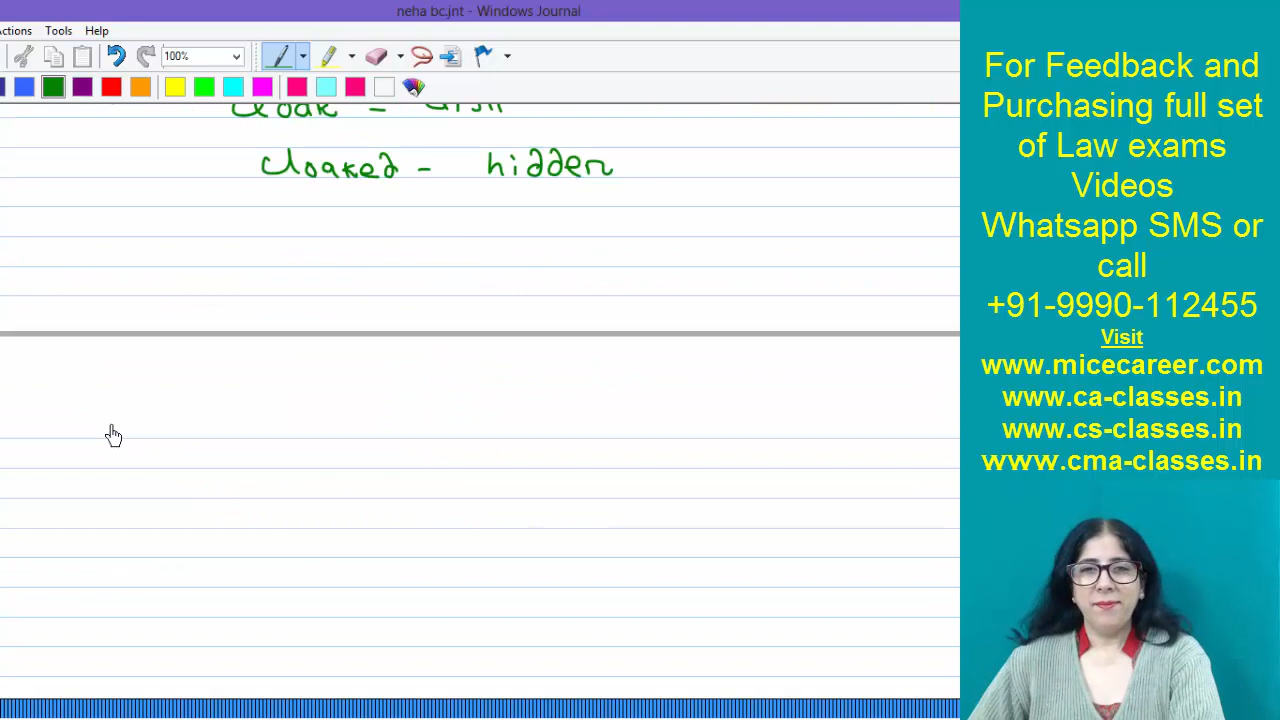 neha bc.jnt - Windows Journal
Actions Tools Help
100%
cloak =
cloaked - hidden
For Feedback and
Purchasing full set
of Law exams
Videos
Whatsapp SMS or
call
+91-9990-112455
Visit
www.micecareer.com
www.ca-classes.in
www.cs-classes.in
www.cma-classes.in